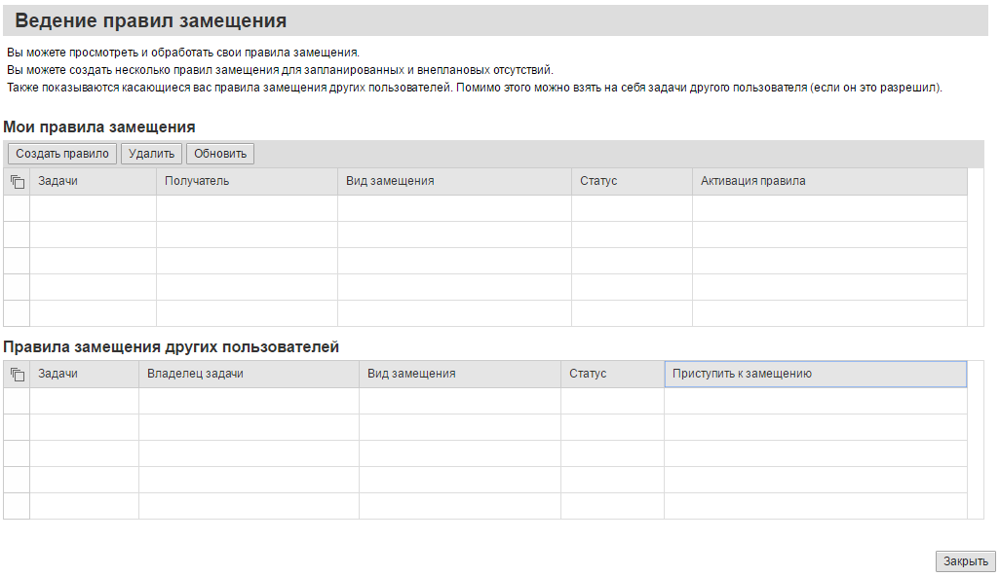 Ведение правил замещения
Вы можете просмотреть и обработать свои правила замещения.
Вы можете создать несколько правил замещения для запланированных и внеплановых отсутствий.
Также показываются касающиеся вас правила замещения других пользователей. Помимо этого можно взять на себя задачи другого пользователя (если он это разрешил).
Мои правила замещения
Создать правило Удалить Обновить
Задачи Получатель Вид замещения Статус Активация правила
Правила замещения других пользователей
Задачи Владелец задачи Вид замещения Статус Приступить к замещению
Закрыть